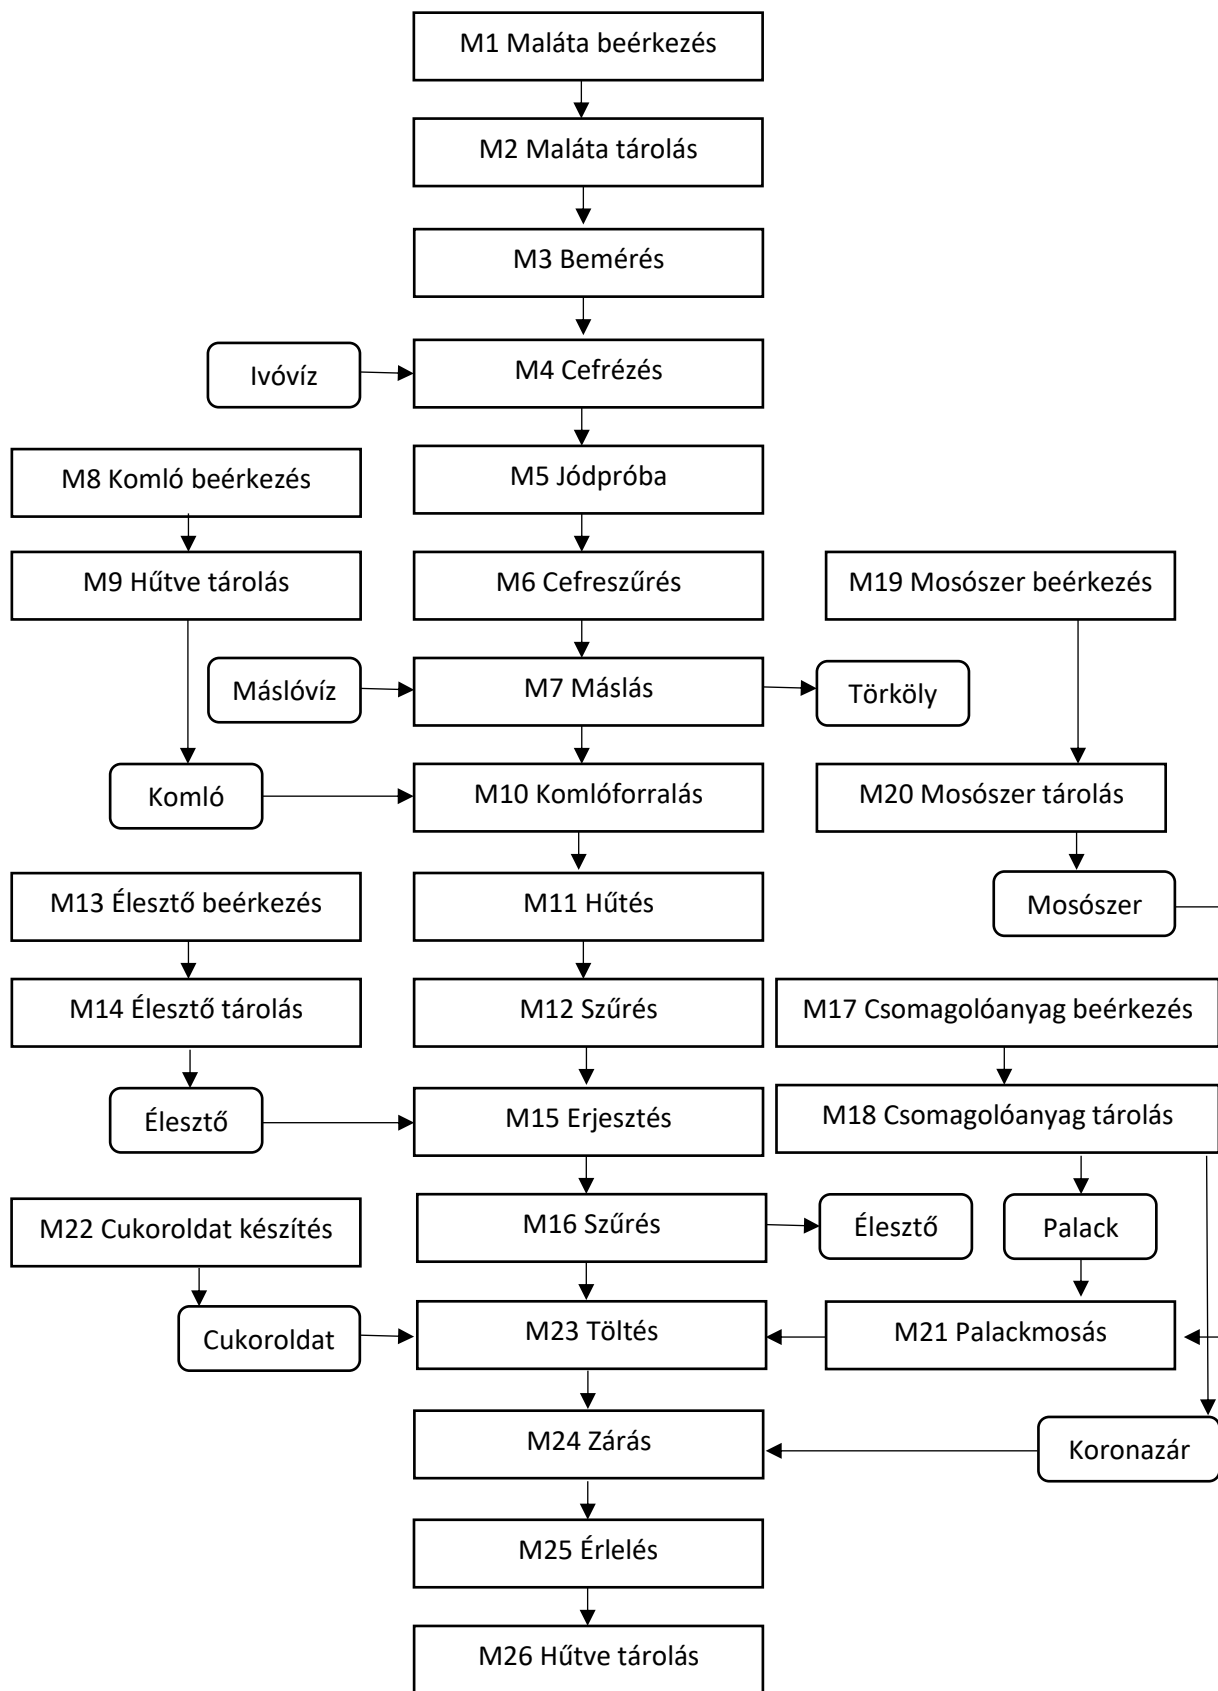 M1 Maláta beérkezés
M2 Maláta tárolás
M3 Bemérés
Ivóvíz
M4 Cefrézés
M8 Komló beérkezés
M5 Jódpróba
M9 Hűtve tárolás
M6 Cefreszűrés
M19 Mosószer beérkezés
Máslóvíz
M7 Máslás
Törköly
Komló
M10 Komlóforralás
M20 Mosószer tárolás
M13 Élesztő beérkezés
M11 Hűtés
Mosószer
M14 Élesztő tárolás
M12 Szűrés
M17 Csomagolóanyag beérkezés
Élesztő
M15 Erjesztés
M18 Csomagolóanyag tárolás
M22 Cukoroldat készítés
M16 Szűrés
Élesztő
Palack
Cukoroldat
M23 Töltés
M21 Palackmosás
M24 Zárás
Koronazár
M25 Érlelés
M26 Hűtve tárolás